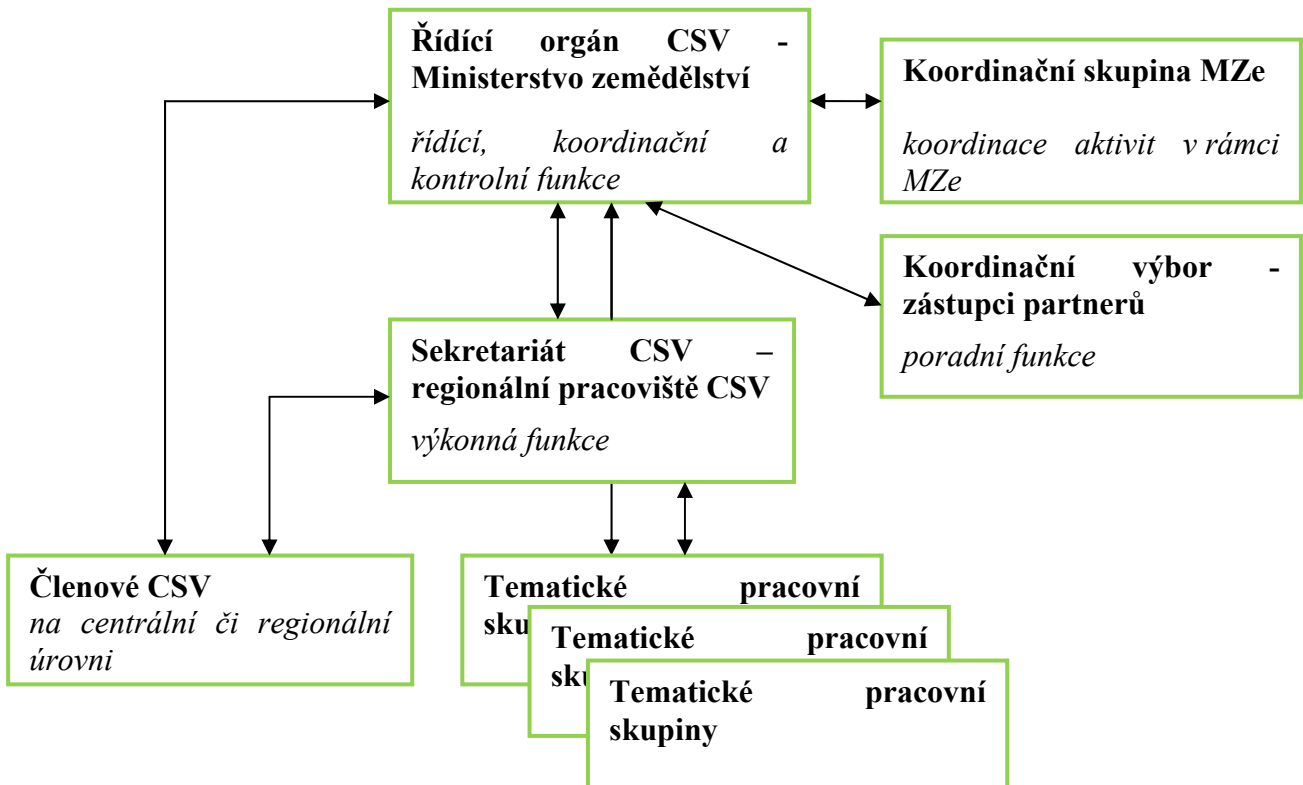 Řídící orgán CSV -
Ministerstvo zemědělství
řídící, koordinační a
kontrolní funkce
Koordinační skupina MZe
koordinace aktivit v rámci
MZe
Koordinační výbor -
zástupci partnerů
poradní funkce
Sekretariát CSV –
regionální pracoviště CSV
výkonná funkce
Členové CSV
na centrální či regionální
úrovni
Tematické pracovní
sku
Tematické pracovní
sku
Tematické pracovní
skupiny